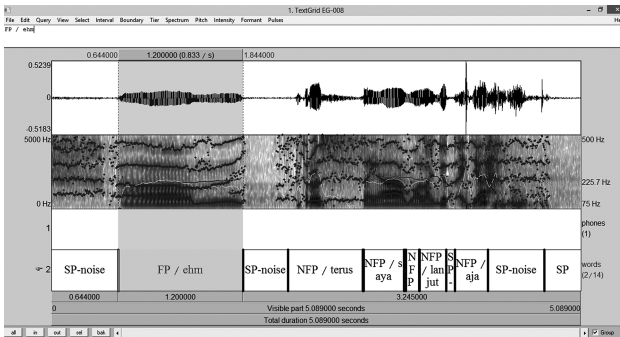 1. TextGrid EG-008
File Edit Query View Select Interval Boundary Tier Spectrum Pitch Intensity Formant Pulses
FP / ehm
0.644000 1.200000 (0.833 / s) 1.844000
0.5239
0
-0.5183
5000 Hz 500 Hz
225.7 Hz
0 Hz 75 Hz
1 phones (1)
2 SP-noise FP / ehm SP-noise NFP / terus NFP / s aya N F P NFP / lan jut S P - NFP / aja SP-noise SP words (2/14)
0.644000 1.200000 3.245000
0 Visible part 5.089000 seconds 5.089000
Total duration 5.089000 seconds
all in out sel bak Group